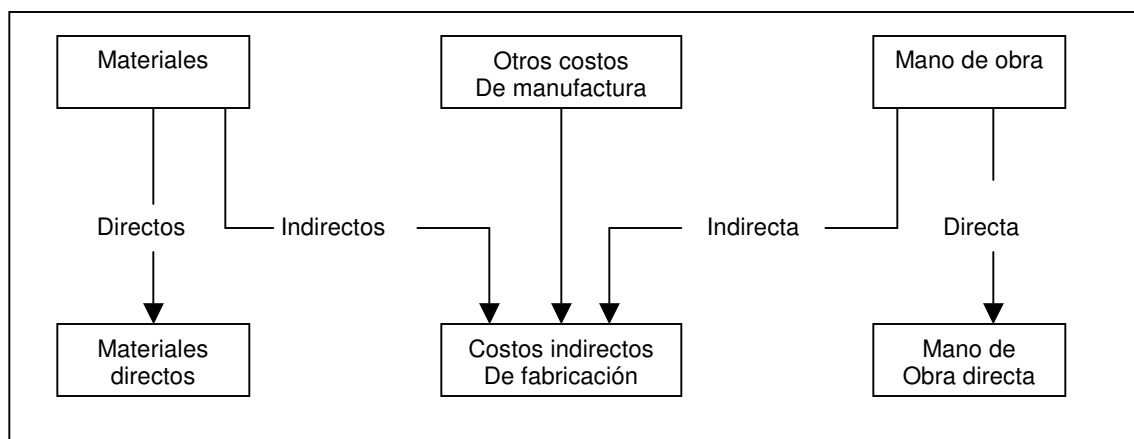 Materiales
Otros costos
De manufactura
Mano de obra
Directos
Indirectos
Indirecta
Directa
Materiales
directos
Costos indirectos
De fabricación
Mano de
Obra directa